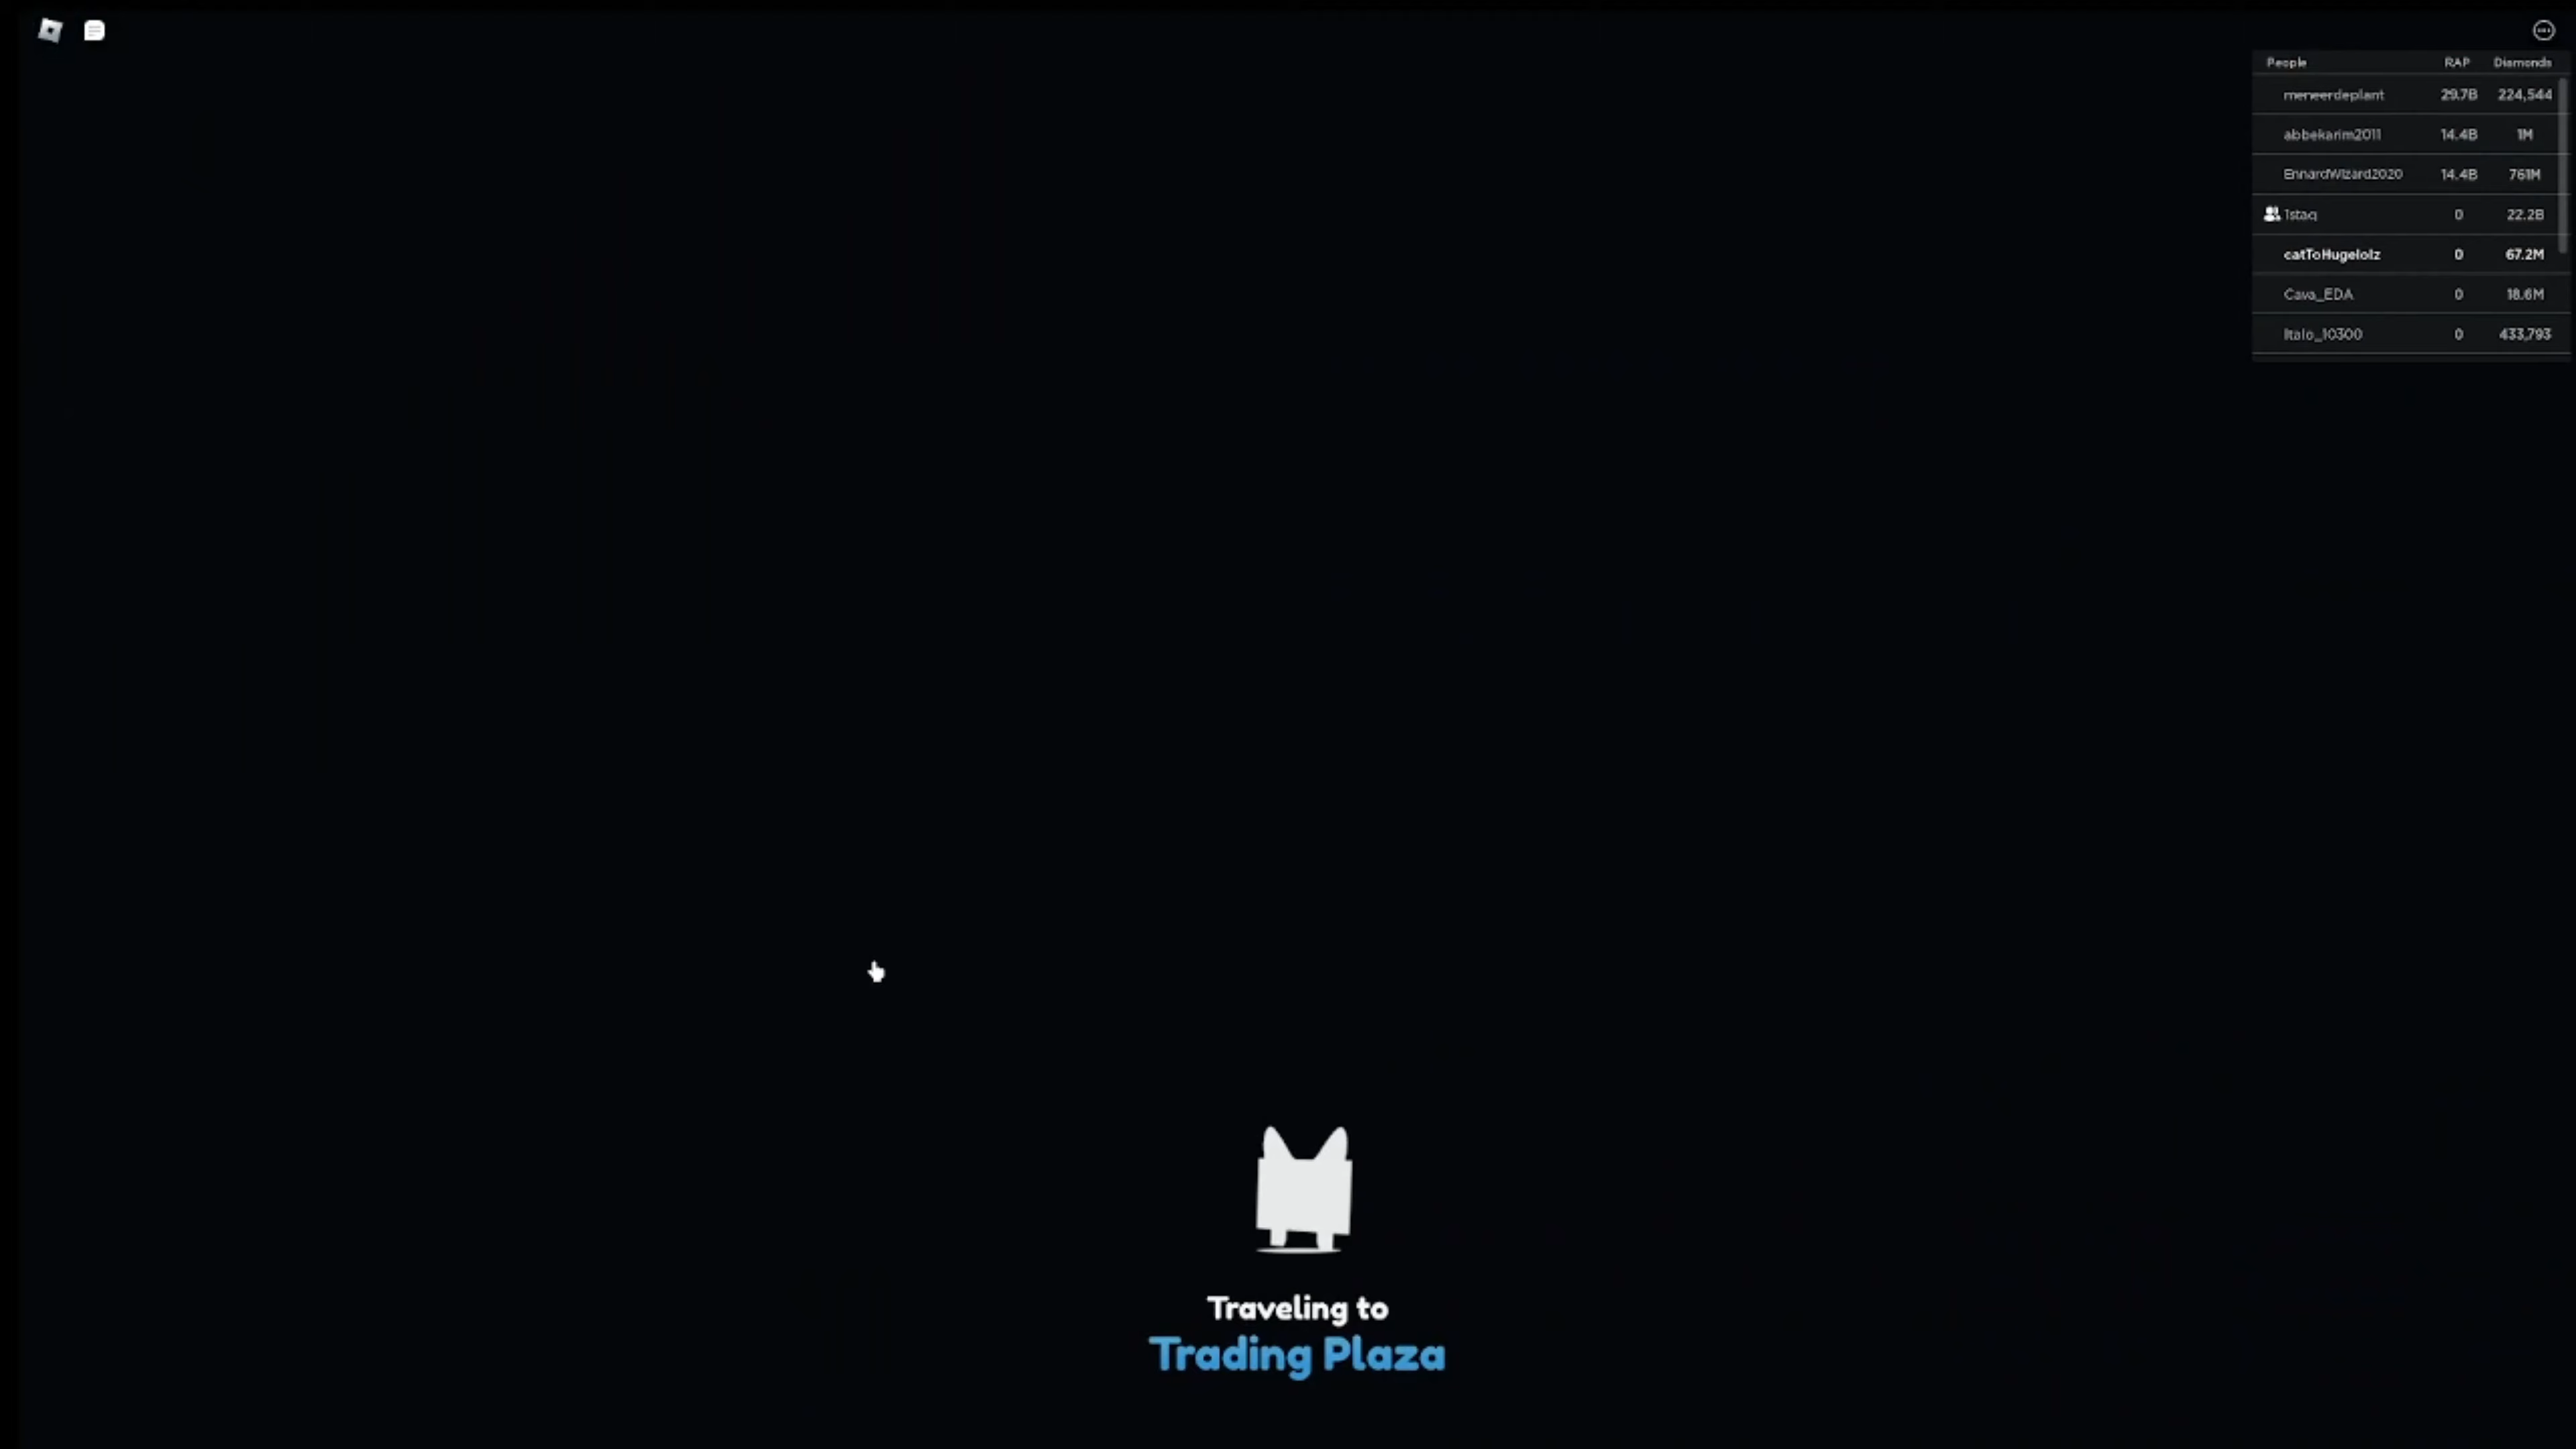 People RAP Diamonds
meneerdeplant 29.7B 224,544
abbekarim2011 14.4B 1M
EnnardWizard2020 14.4B 761M
1staq 0 22.2B
catToHugelolz 0 67.2M
Cava_EDA 0 18.6M
Italo_10300 0 433,793
Traveling to
Trading Plaza